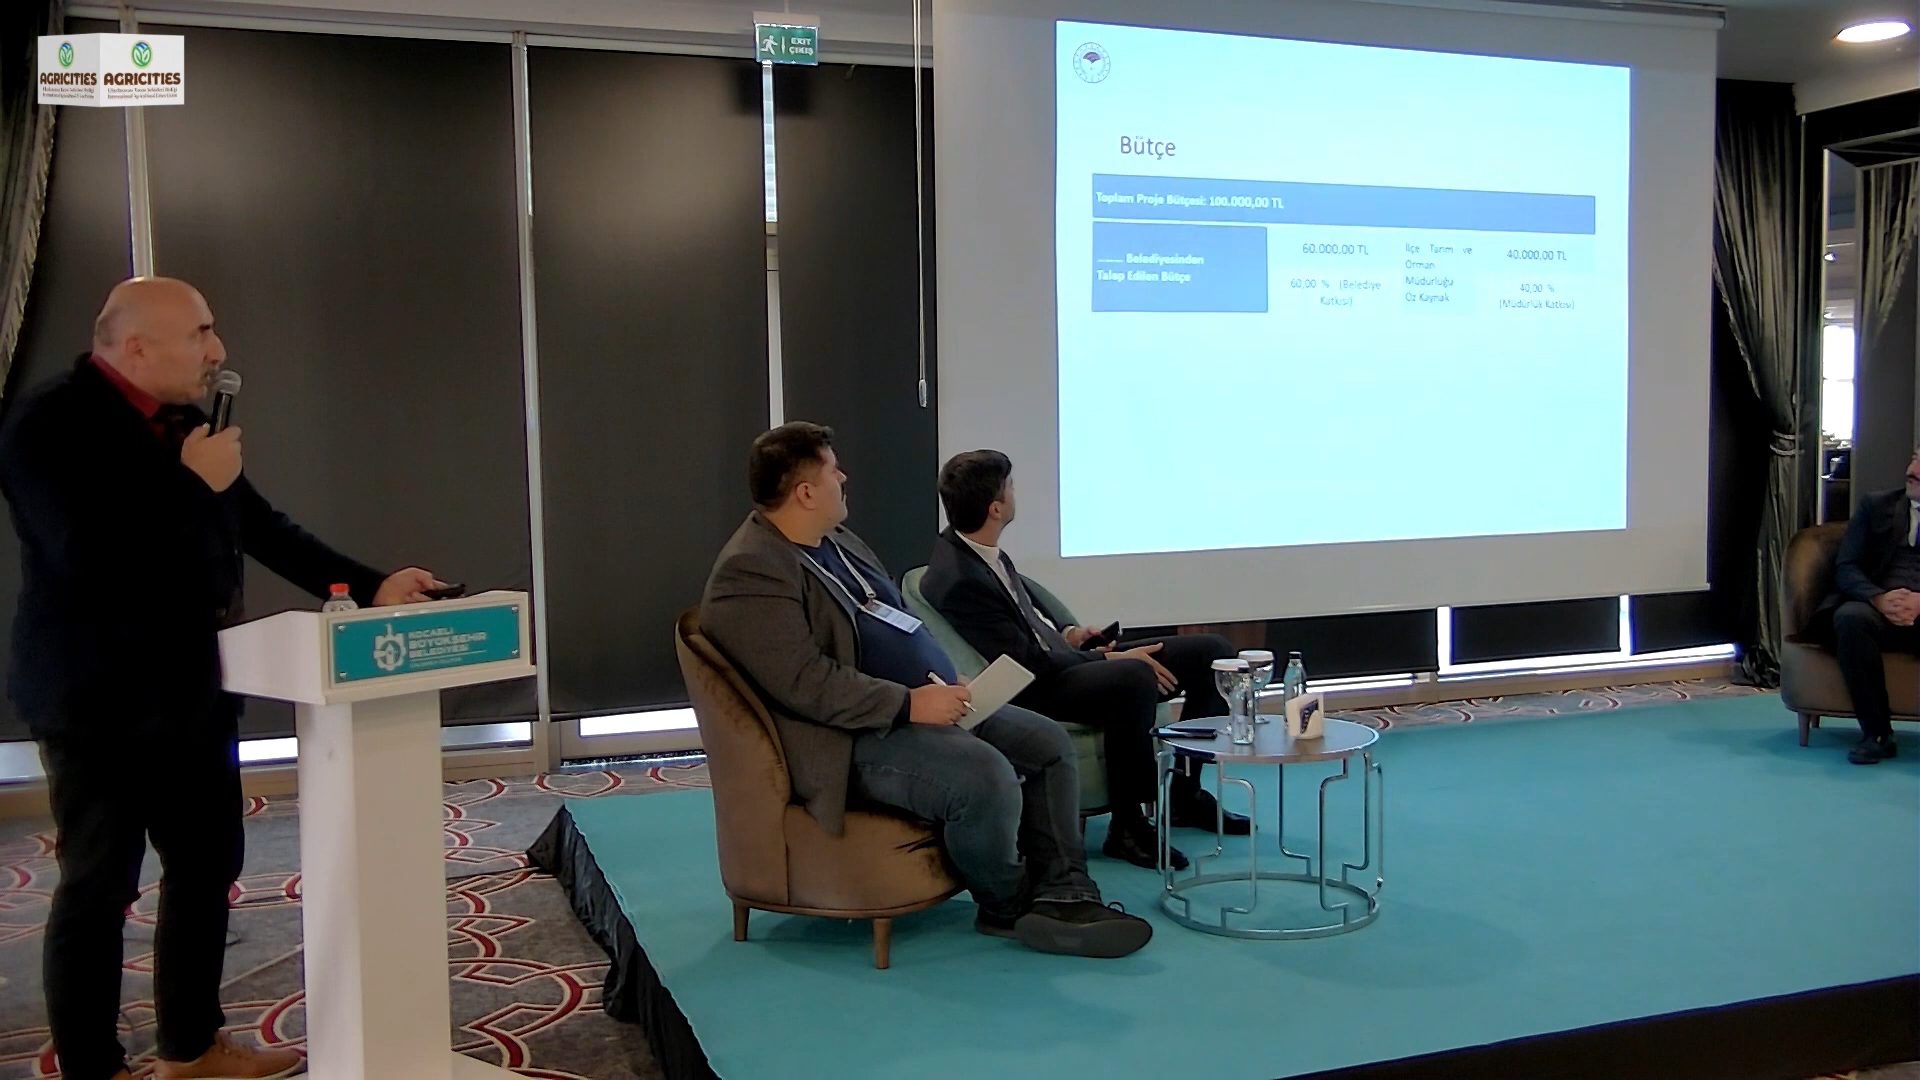 AGRICITIES
AGRICITIES
EXIT
ÇIKIŞ
Bütçe
Toplam Proje Bütçesi: 100.000,00 TL
.......... Belediyesinden
Talep Edilen Bütçe
60.000,00 TL
60,00 % (Belediye
Katkısı)
İlçe Tarım ve
Orman
Müdürlüğü
Öz Kaynak
40.000,00 TL
40,00 %
(Müdürlük Katkısı)
KOCAELİ
BÜYÜKŞEHİR
BELEDİYESİ